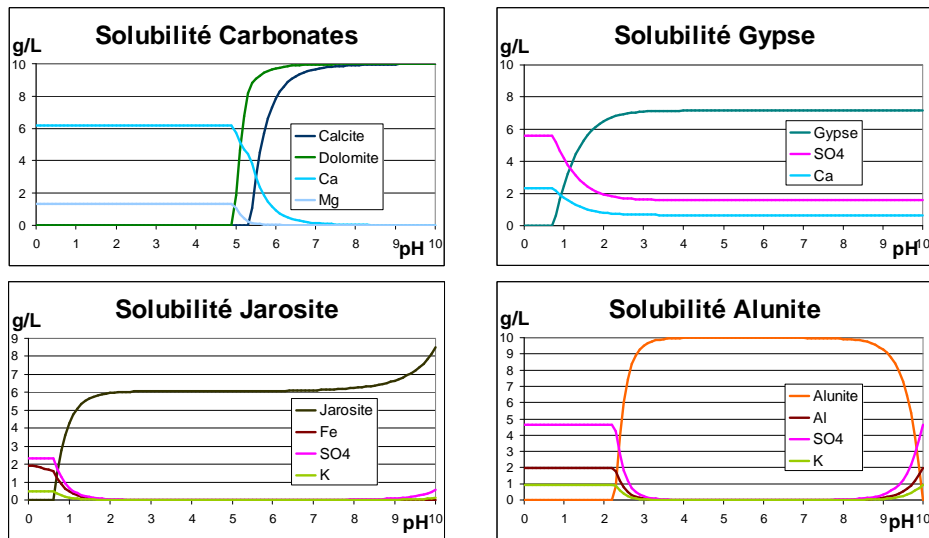 Solubilité Carbonates
g/L
10
8
6
4
2
0
0 1 2 3 4 5 6 7 8 9 10
pH
Calcite
Dolomite
Ca
Mg
Solubilité Gypse
g/L
10
8
6
4
2
0
0 1 2 3 4 5 6 7 8 9 10
pH
Gypse
SO4
Ca
Solubilité Jarosite
g/L
9
8
7
6
5
4
3
2
1
0
0 1 2 3 4 5 6 7 8 9 10
pH
Jarosite
Fe
SO4
K
Solubilité Alunite
g/L
10
9
8
7
6
5
4
3
2
1
0
0 1 2 3 4 5 6 7 8 9 10
pH
Alunite
Al
SO4
K